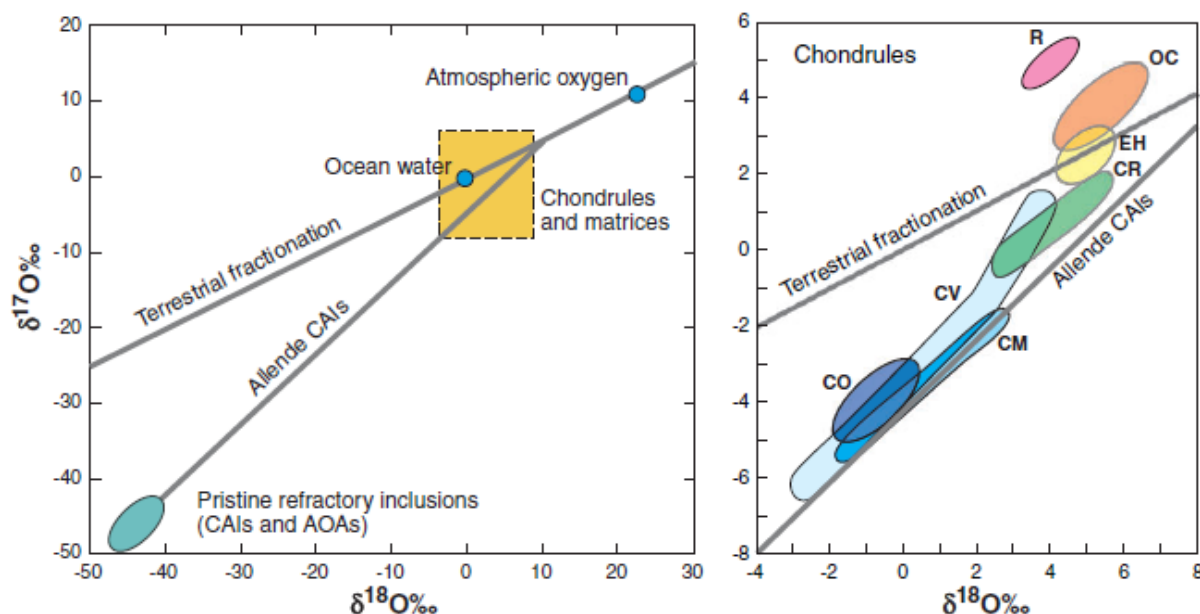 20
10
0
-10
-20
-30
-40
-50
δ¹⁷O‰
Atmospheric oxygen
Ocean water
Chondrules
and matrices
Terrestrial fractionation
Allende CAIs
Pristine refractory inclusions
(CAIs and AOAs)
-50 -40 -30 -20 -10 0 10 20 30
δ¹⁸O‰
6
4
2
0
-2
-4
-6
-8
Chondrules
R
OC
EH
CR
Terrestrial fractionation
Allende CAIs
CV
CM
CO
-4 -2 0 2 4 6 8
δ¹⁸O‰